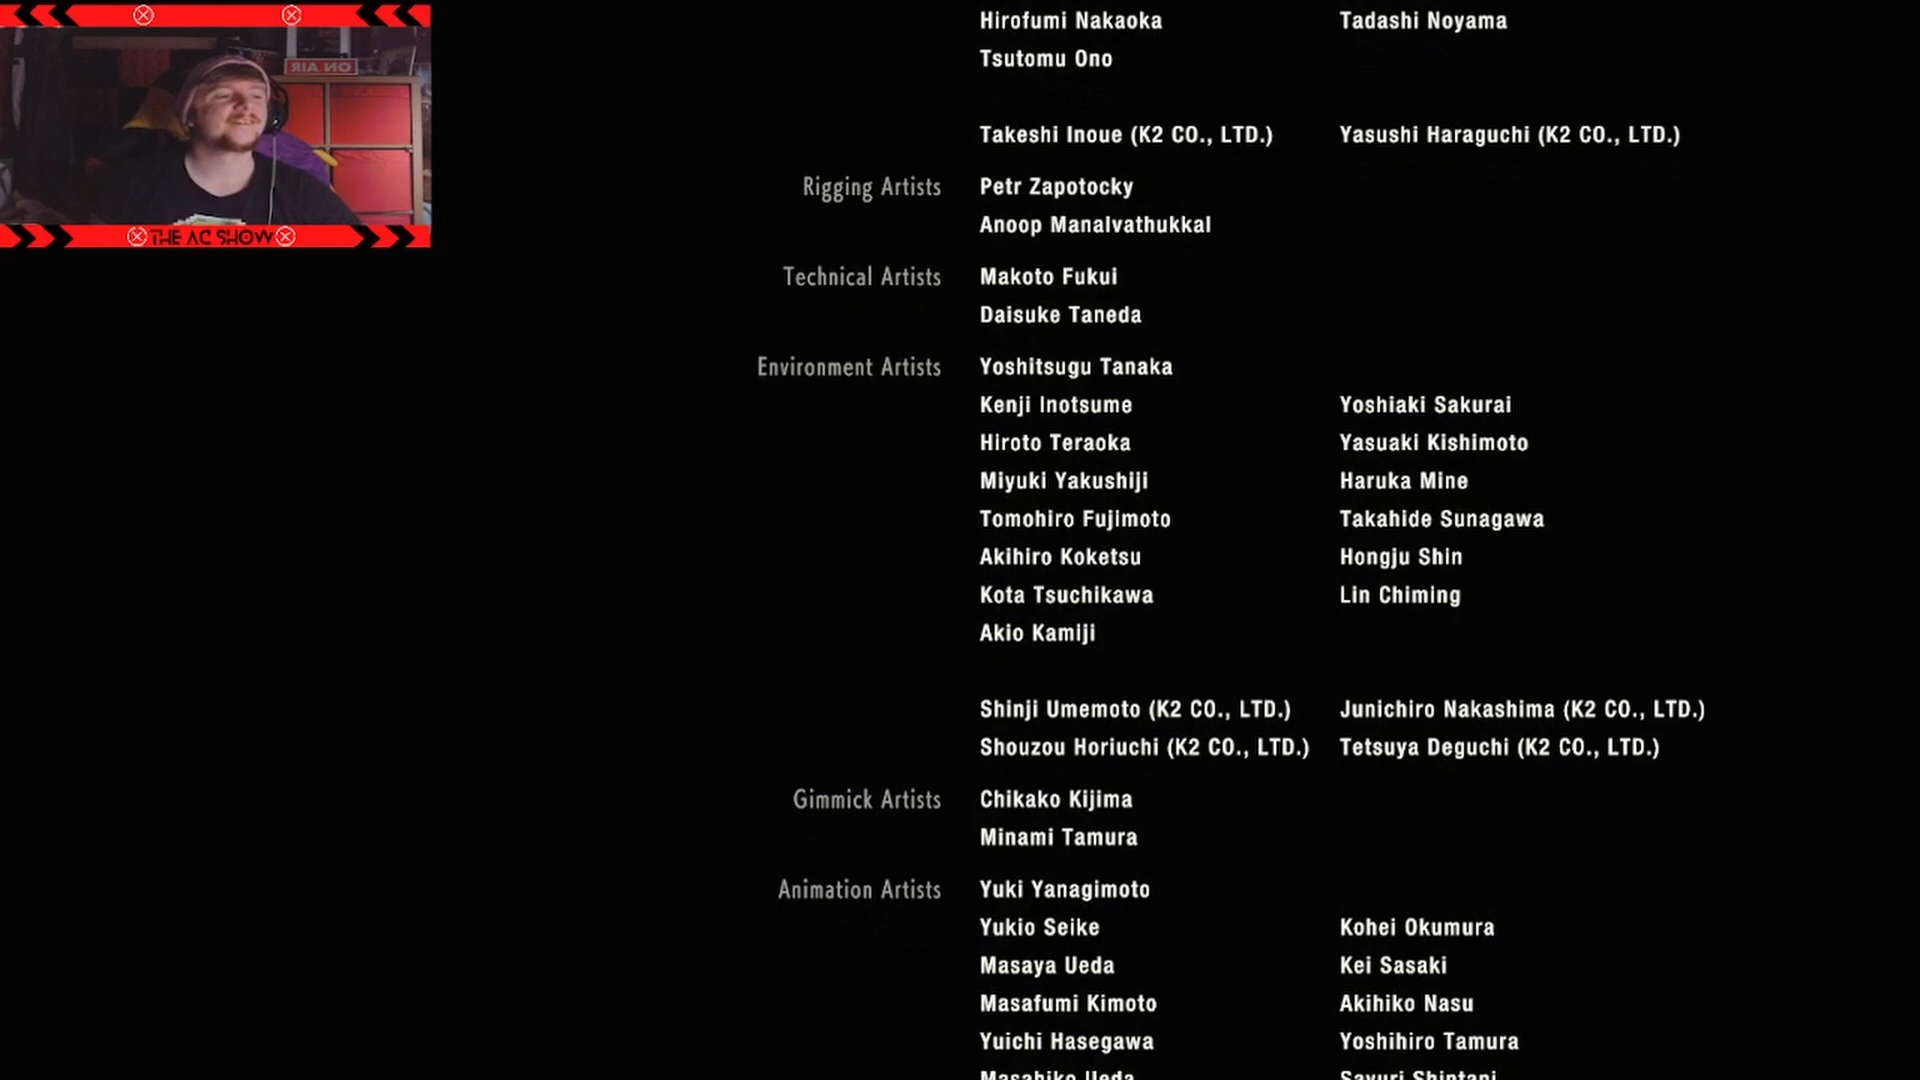 ON AIR
THE AC SHOW
Hirofumi Nakaoka Tadashi Noyama
Tsutomu Ono
Takeshi Inoue (K2 CO., LTD.) Yasushi Haraguchi (K2 CO., LTD.)
Rigging Artists Petr Zapotocky
Anoop Manalvathukkal
Technical Artists Makoto Fukui
Daisuke Taneda
Environment Artists Yoshitsugu Tanaka
Kenji Inotsume Yoshiaki Sakurai
Hiroto Teraoka Yasuaki Kishimoto
Miyuki Yakushiji Haruka Mine
Tomohiro Fujimoto Takahide Sunagawa
Akihiro Koketsu Hongju Shin
Kota Tsuchikawa Lin Chiming
Akio Kamiji
Shinji Umemoto (K2 CO., LTD.) Junichiro Nakashima (K2 CO., LTD.)
Shouzou Horiuchi (K2 CO., LTD.) Tetsuya Deguchi (K2 CO., LTD.)
Gimmick Artists Chikako Kijima
Minami Tamura
Animation Artists Yuki Yanagimoto
Yukio Seike Kohei Okumura
Masaya Ueda Kei Sasaki
Masafumi Kimoto Akihiko Nasu
Yuichi Hasegawa Yoshihiro Tamura
Masahiko Ueda Sayuri Shintani